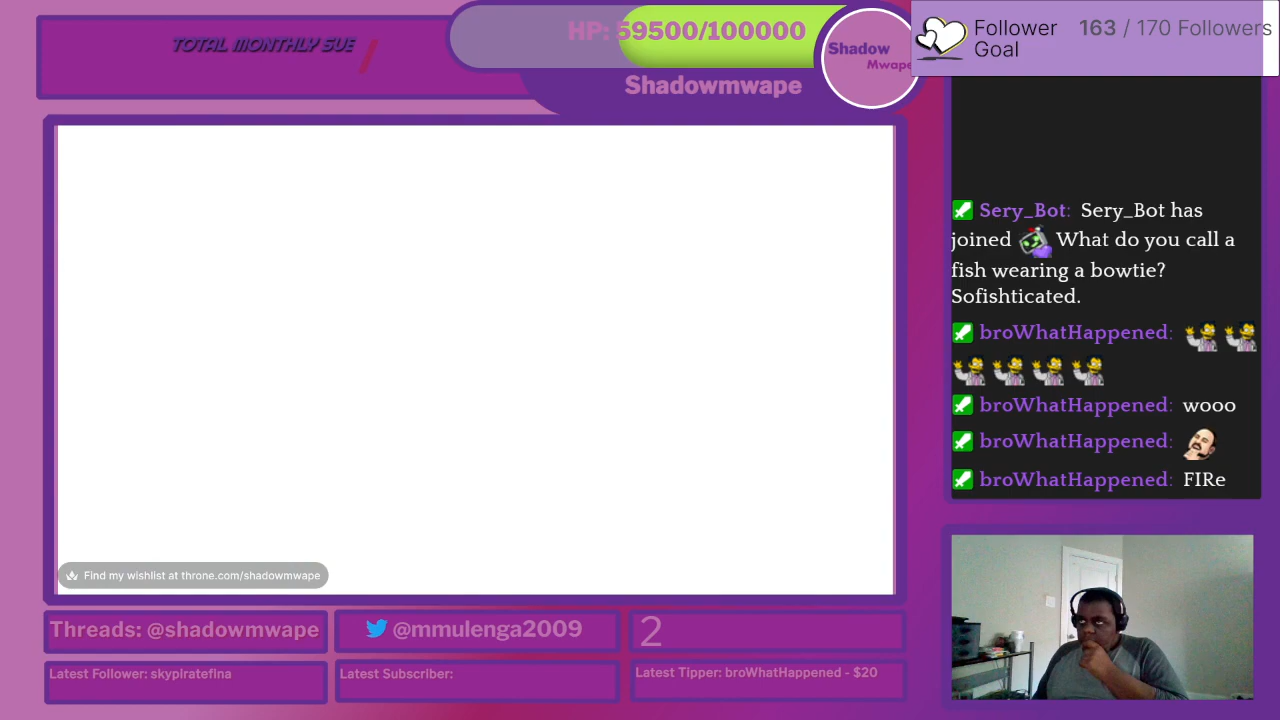 TOTAL MONTHLY SUE
/
HP: 59500/100000
Shadowmwape
Shadow
Mwape
Follower
Goal
163 / 170 Followers
Sery_Bot: Sery_Bot has
joined What do you call a
fish wearing a bowtie?
Sofishticated.
broWhatHappened:
broWhatHappened: wooo
broWhatHappened:
broWhatHappened: FIRe
Find my wishlist at throne.com/shadowmwape
Threads: @shadowmwape
@mmulenga2009
2
Latest Follower: skypiratefina
Latest Subscriber:
Latest Tipper: broWhatHappened - $20